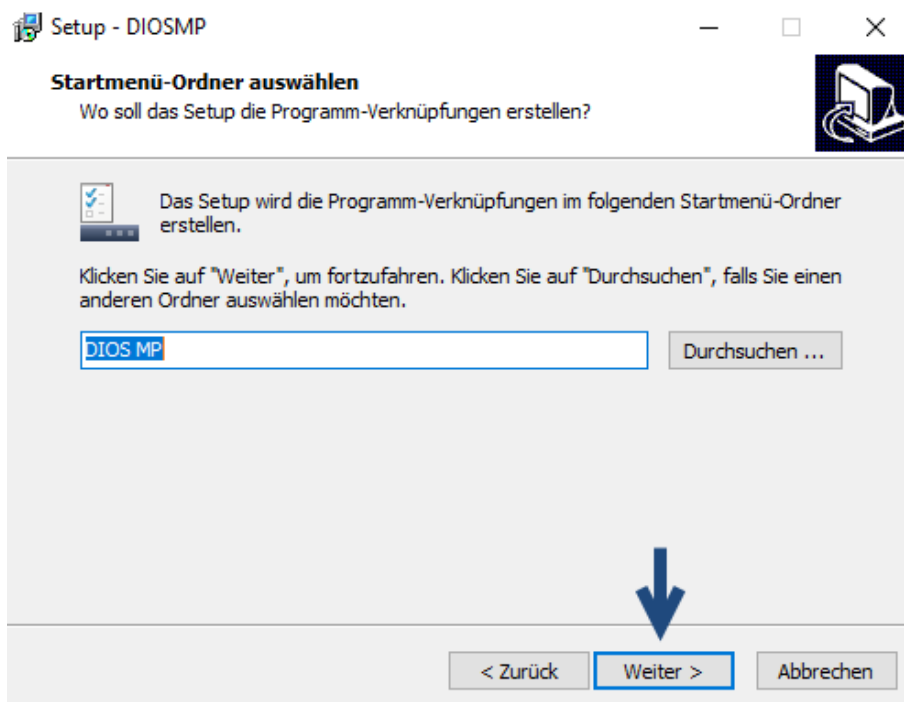 Setup - DIOSMP
Startmenü-Ordner auswählen
Wo soll das Setup die Programm-Verknüpfungen erstellen?
Das Setup wird die Programm-Verknüpfungen im folgenden Startmenü-Ordner
erstellen.
Klicken Sie auf "Weiter", um fortzufahren. Klicken Sie auf "Durchsuchen", falls Sie einen
anderen Ordner auswählen möchten.
DIOS MP
Durchsuchen ...
< Zurück
Weiter >
Abbrechen